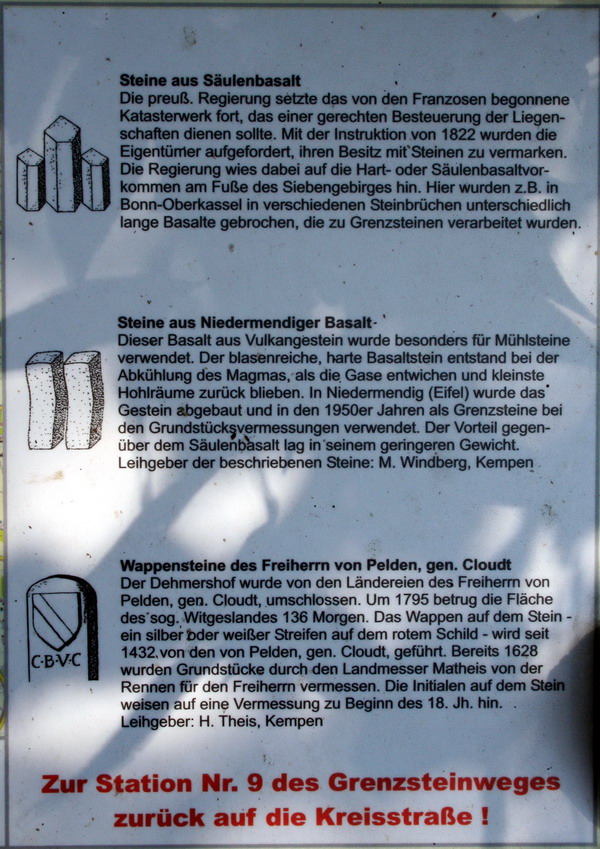 Steine aus Säulenbasalt
Die preuß. Regierung setzte das von den Franzosen begonnene
Katasterwerk fort, das einer gerechten Besteuerung der Liegen-
schaften dienen sollte. Mit der Instruktion von 1822 wurden die
Eigentümer aufgefordert, ihren Besitz mit Steinen zu vermarken.
Die Regierung wies dabei auf die Hart- oder Säulenbasaltvor-
kommen am Fuße des Siebengebirges hin. Hier wurden z.B. in
Bonn-Oberkassel in verschiedenen Steinbrüchen unterschiedlich
lange Basalte gebrochen, die zu Grenzsteinen verarbeitet wurden.
Steine aus Niedermendiger Basalt
Dieser Basalt aus Vulkangestein wurde besonders für Mühlsteine
verwendet. Der blasenreiche, harte Basaltstein entstand bei der
Abkühlung des Magmas, als die Gase entwichen und kleinste
Hohlräume zurück blieben. In Niedermendig (Eifel) wurde das
Gestein abgebaut und in den 1950er Jahren als Grenzsteine bei
den Grundstücksvermessungen verwendet. Der Vorteil gegen-
über dem Säulenbasalt lag in seinem geringeren Gewicht.
Leihgeber der beschriebenen Steine: M. Windberg, Kempen
Wappensteine des Freiherrn von Pelden, gen. Cloudt
Der Dehmershof wurde von den Ländereien des Freiherrn von
Pelden, gen. Cloudt, umschlossen. Um 1795 betrug die Fläche
des sog. Witgeslandes 136 Morgen. Das Wappen auf dem Stein -
ein silber oder weißer Streifen auf dem rotem Schild - wird seit
1432 von den von Pelden, gen. Cloudt, geführt. Bereits 1628
wurden Grundstücke durch den Landmesser Matheis von der
Rennen für den Freiherrn vermessen. Die Initialen auf dem Stein
weisen auf eine Vermessung zu Beginn des 18. Jh. hin.
Leihgeber: H. Theis, Kempen
C·B·V·C
Zur Station Nr. 9 des Grenzsteinweges
zurück auf die Kreisstraße !